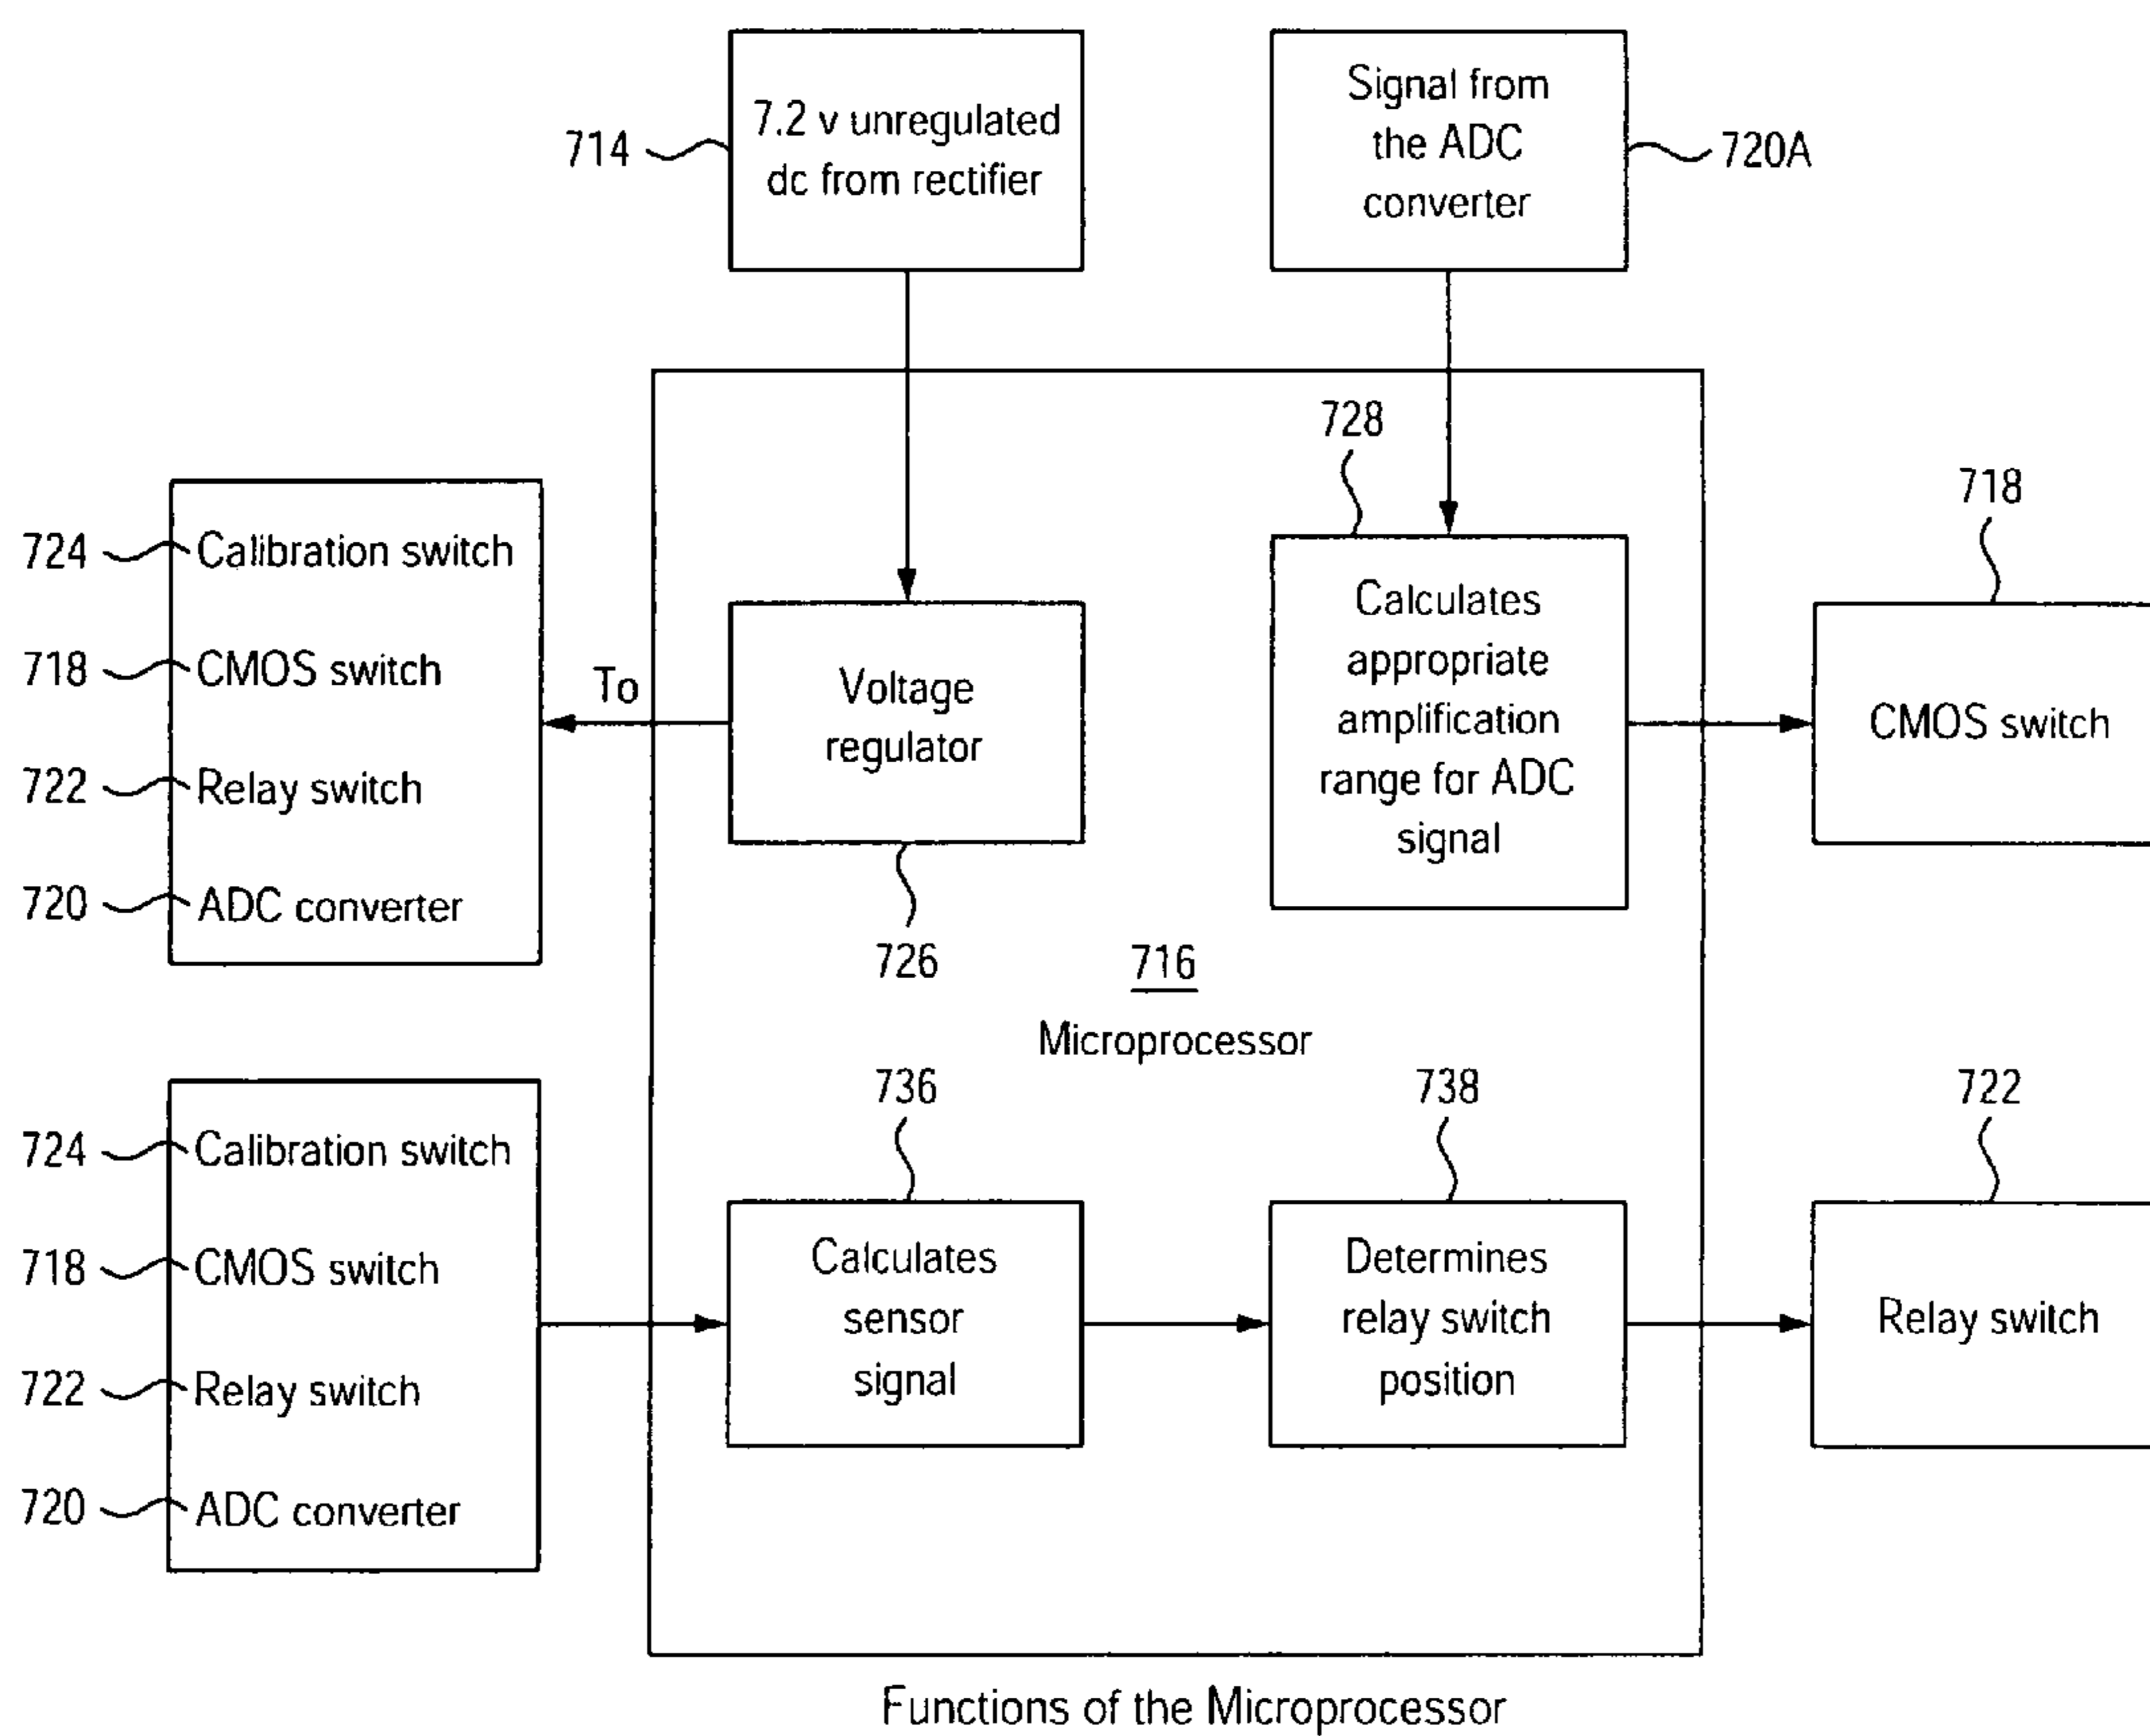 714
7.2 v unregulated
dc from rectifier
Signal from
the ADC
converter
720A
724
Calibration switch
718
CMOS switch
722
Relay switch
720
ADC converter
To
Voltage
regulator
726
728
Calculates
appropriate
amplification
range for ADC
signal
718
CMOS switch
716
Microprocessor
724
Calibration switch
718
CMOS switch
722
Relay switch
720
ADC converter
736
Calculates
sensor
signal
738
Determines
relay switch
position
722
Relay switch
Functions of the Microprocessor